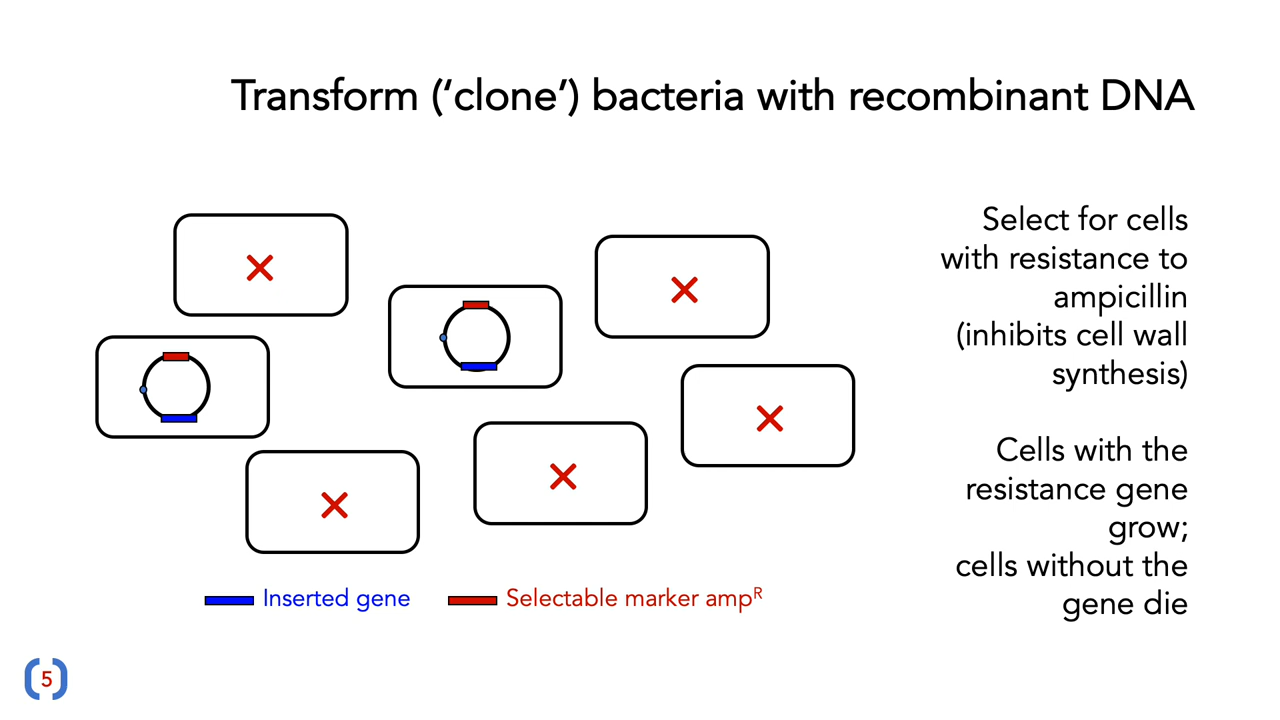 Transform (‘clone’) bacteria with recombinant DNA
Select for cells
with resistance to
ampicillin
(inhibits cell wall
synthesis)
Cells with the
resistance gene
grow;
cells without the
gene die
Inserted gene
Selectable marker ampᴿ
5